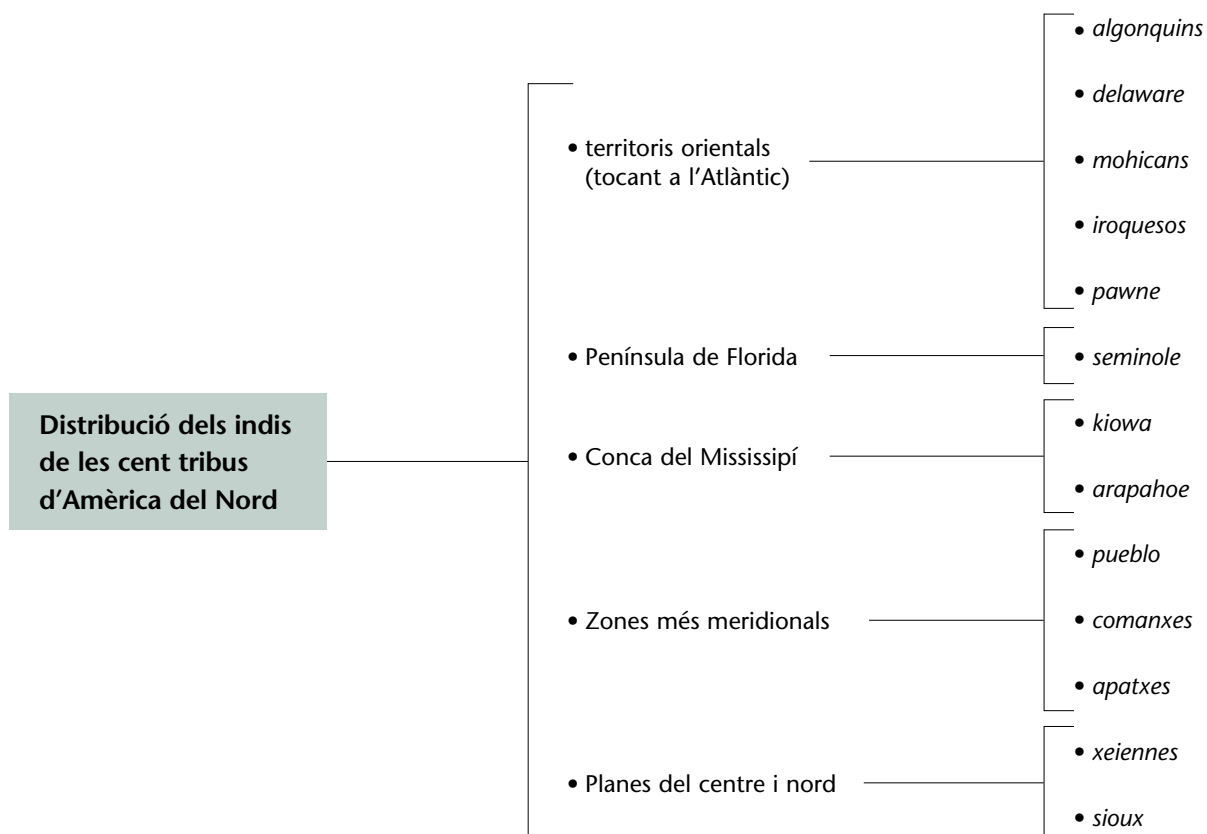 Distribució dels indis
de les cent tribus
d'Amèrica del Nord
• territoris orientals
(tocant a l'Atlàntic)
• algonquins
• delaware
• mohicans
• iroquesos
• pawne
• Península de Florida
• seminole
• Conca del Mississipí
• kiowa
• arapahoe
• Zones més meridionals
• pueblo
• comanxes
• apatxes
• Planes del centre i nord
• xeiennes
• sioux